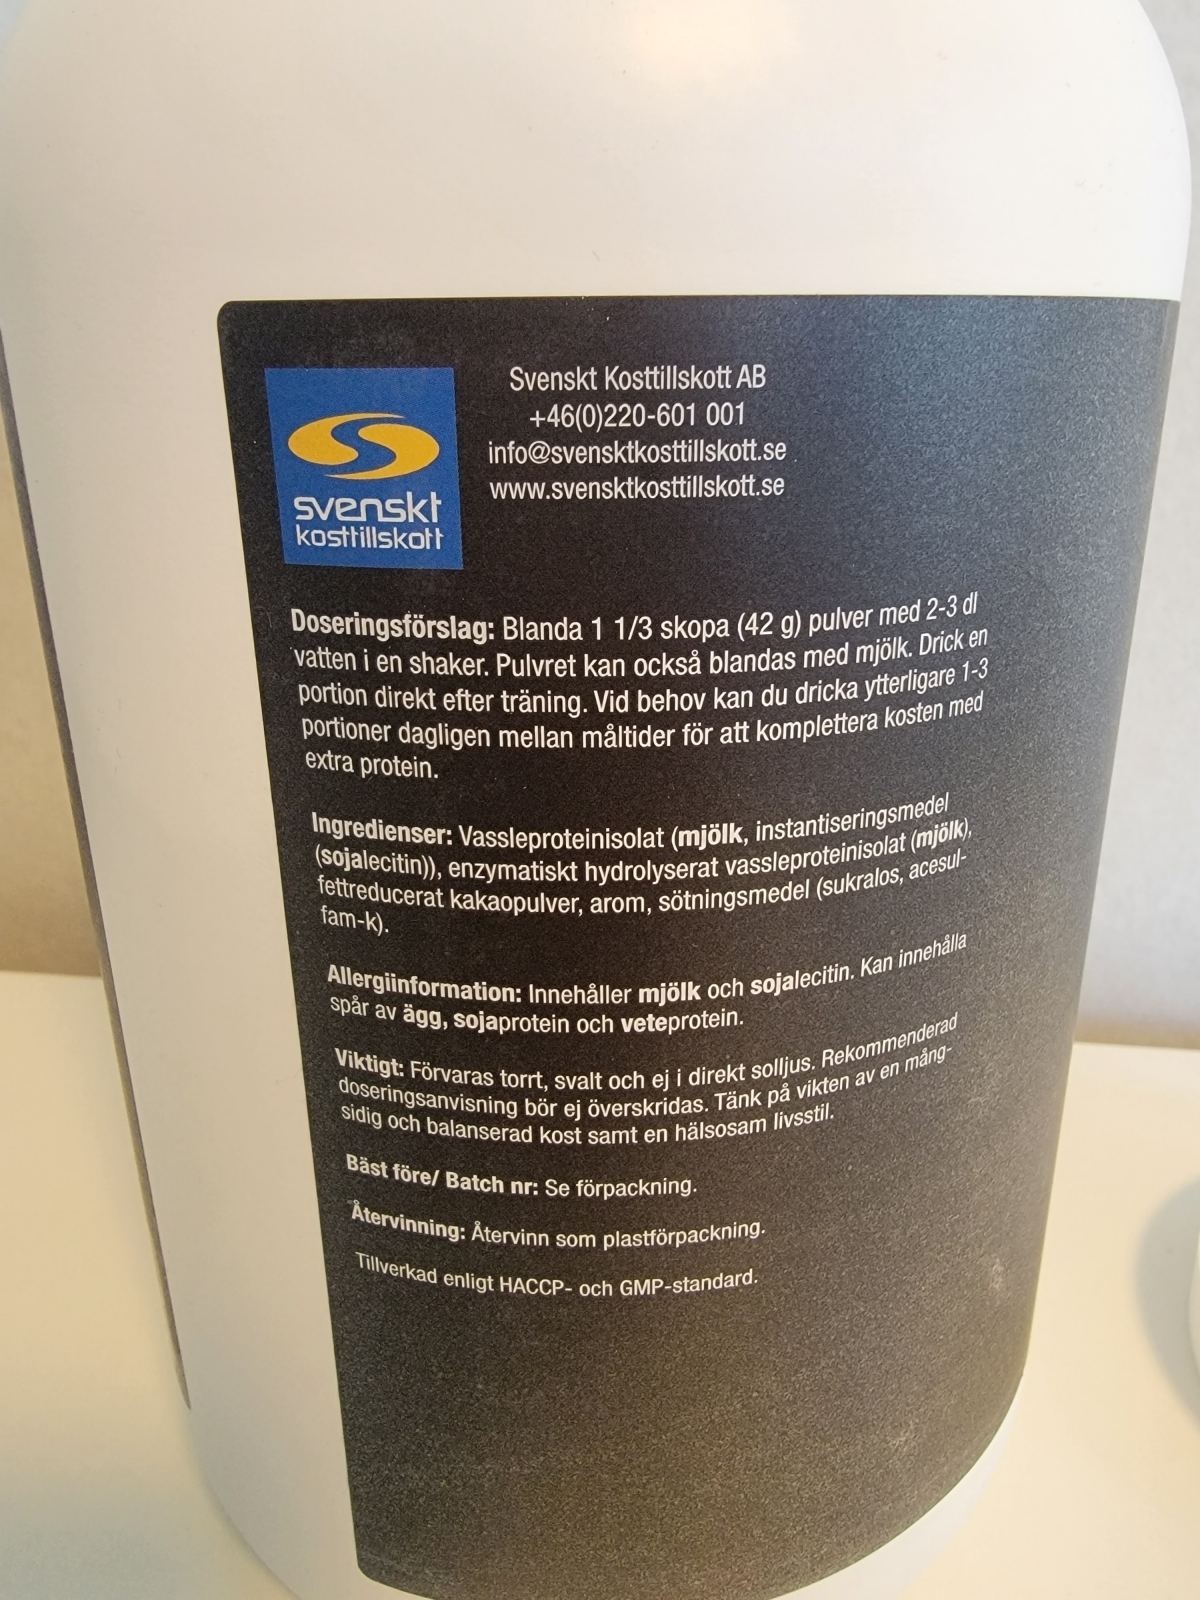 svenskt
kosttillskott
Svenskt Kosttillskott AB
+46(0)220-601 001
info@svensktkosttillskott.se
www.svensktkosttillskott.se
Doseringsförslag: Blanda 1 1/3 skopa (42 g) pulver med 2-3 dl
vatten i en shaker. Pulvret kan också blandas med mjölk. Drick en
portion direkt efter träning. Vid behov kan du dricka ytterligare 1-3
portioner dagligen mellan måltider för att komplettera kosten med
extra protein.
Ingredienser: Vassleproteinisolat (mjölk, instantiseringsmedel
(sojalecitin)), enzymatiskt hydrolyserat vassleproteinisolat (mjölk),
fettreducerat kakaopulver, arom, sötningsmedel (sukralos, acesul-
fam-k).
Allergiinformation: Innehåller mjölk och sojalecitin. Kan innehålla
spår av ägg, sojaprotein och veteprotein.
Viktigt: Förvaras torrt, svalt och ej i direkt solljus. Rekommenderad
doseringsanvisning bör ej överskridas. Tänk på vikten av en mång-
sidig och balanserad kost samt en hälsosam livsstil.
Bäst före/ Batch nr: Se förpackning.
Återvinning: Återvinn som plastförpackning.
Tillverkad enligt HACCP- och GMP-standard.